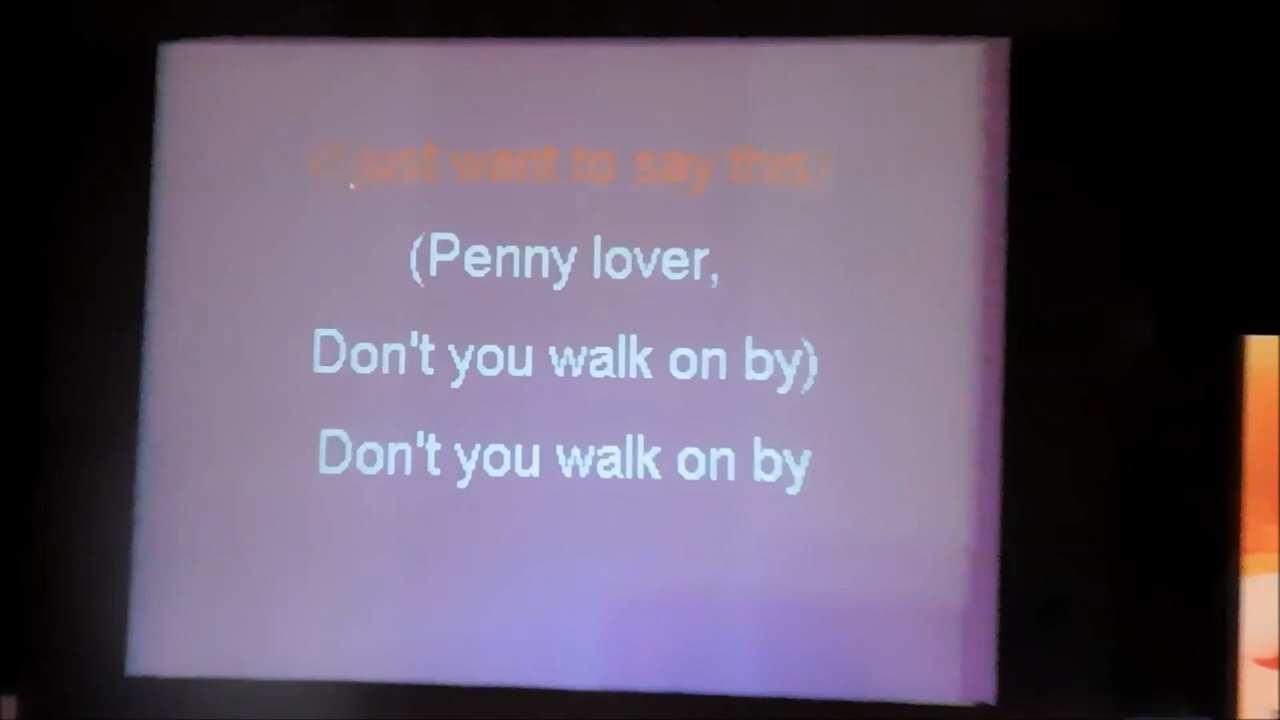 (I just want to say this)
(Penny lover,
Don't you walk on by)
Don't you walk on by